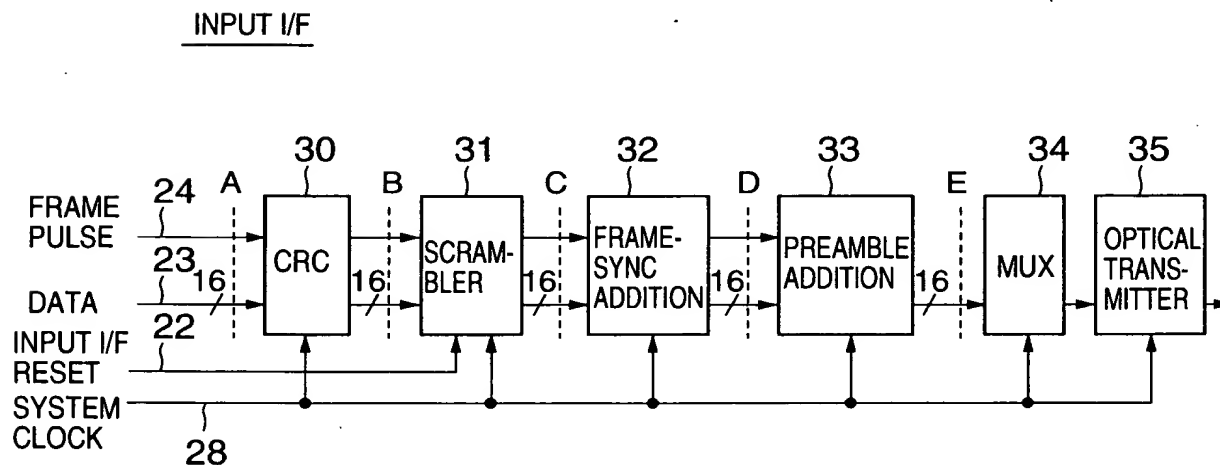 INPUT I/F
30
31
32
33
34
35
24
A
B
C
D
E
FRAME
PULSE
23
DATA
16
CRC
16
SCRAM-
BLER
16
FRAME-
SYNC
ADDITION
16
PREAMBLE
ADDITION
16
MUX
OPTICAL
TRANS-
MITTER
22
INPUT I/F
RESET
SYSTEM
CLOCK
28